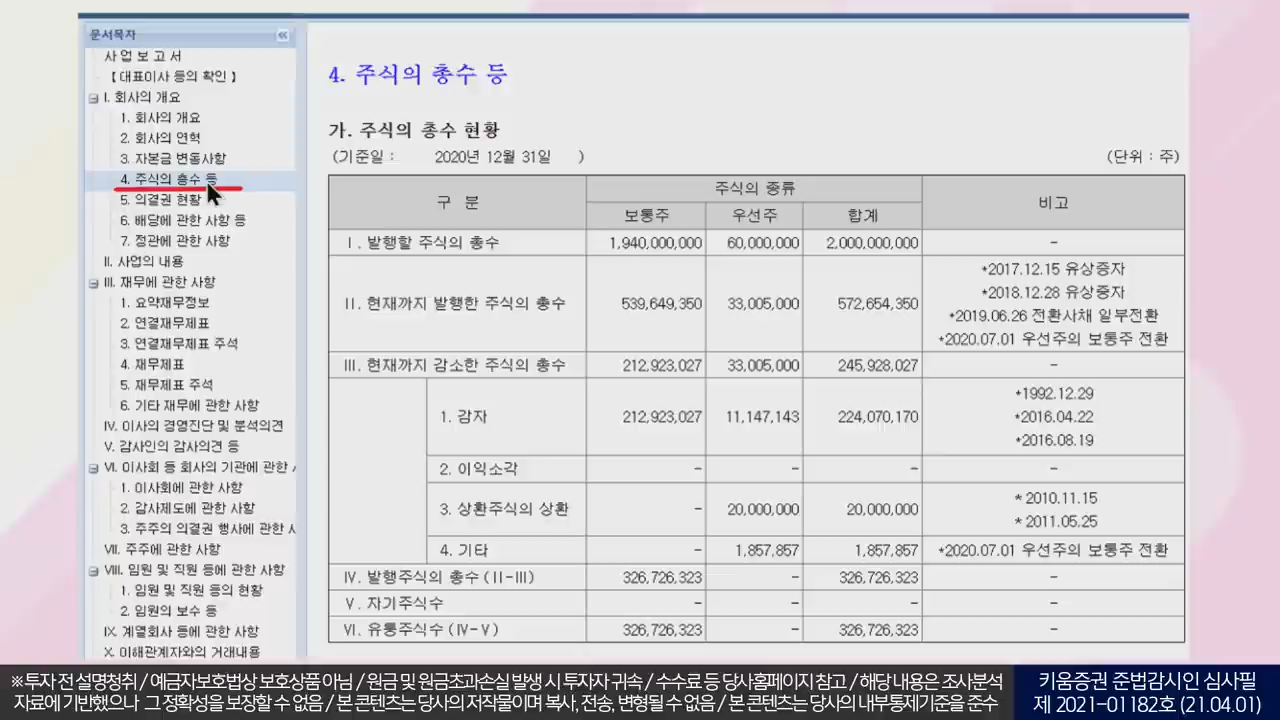 문서목차
사 업 보 고 서
【 대표이사 등의 확인 】
I. 회사의 개요
1. 회사의 개요
2. 회사의 연혁
3. 자본금 변동사항
4. 주식의 총수 등
5. 의결권 현황
6. 배당에 관한 사항 등
7. 정관에 관한 사항
II. 사업의 내용
III. 재무에 관한 사항
1. 요약재무정보
2. 연결재무제표
3. 연결재무제표 주석
4. 재무제표
5. 재무제표 주석
6. 기타 재무에 관한 사항
IV. 이사의 경영진단 및 분석의견
V. 감사인의 감사의견 등
VI. 이사회 등 회사의 기관에 관한
1. 이사회에 관한 사항
2. 감사제도에 관한 사항
3. 주주의 의결권 행사에 관한
VII. 주주에 관한 사항
VIII. 임원 및 직원 등에 관한 사항
1. 임원 및 직원 등의 현황
2. 임원의 보수 등
IX. 계열회사 등에 관한 사항
X. 이해관계자와의 거래내용
4. 주식의 총수 등
가. 주식의 총수 현황
(기준일 : 2020년 12월 31일 ) (단위 : 주)
구 분 주식의 종류 비고
보통주 우선주 합계
Ⅰ. 발행할 주식의 총수 1,940,000,000 60,000,000 2,000,000,000 -
Ⅱ. 현재까지 발행한 주식의 총수 539,649,350 33,005,000 572,654,350
*2017.12.15 유상증자
*2018.12.28 유상증자
*2019.06.26 전환사채 일부전환
*2020.07.01 우선주의 보통주 전환
Ⅲ. 현재까지 감소한 주식의 총수 212,923,027 33,005,000 245,928,027 -
1. 감자 212,923,027 11,147,143 224,070,170
*1992.12.29
*2016.04.22
*2016.08.19
2. 이익소각 - - - -
3. 상환주식의 상환 - 20,000,000 20,000,000
* 2010.11.15
* 2011.05.25
4. 기타 - 1,857,857 1,857,857 *2020.07.01 우선주의 보통주 전환
Ⅳ. 발행주식의 총수 (Ⅱ-Ⅲ) 326,726,323 - 326,726,323 -
Ⅴ. 자기주식수 - - - -
Ⅵ. 유통주식수 (Ⅳ-Ⅴ) 326,726,323 - 326,726,323 -
※투자 전 설명청취 / 예금자보호법상 보호상품 아님 / 원금 및 원금초과손실 발생 시 투자자 귀속 / 수수료 등 당사홈페이지 참고 / 해당 내용은 조사분석
자료에 기반했으나 그 정확성을 보장할 수 없음 / 본 콘텐츠는 당사의 저작물이며 복사, 전송, 변형될 수 없음 / 본 콘텐츠는 당사의 내부통제기준을 준수
키움증권 준법감시인 심사필
제 2021-01182호 (21.04.01)